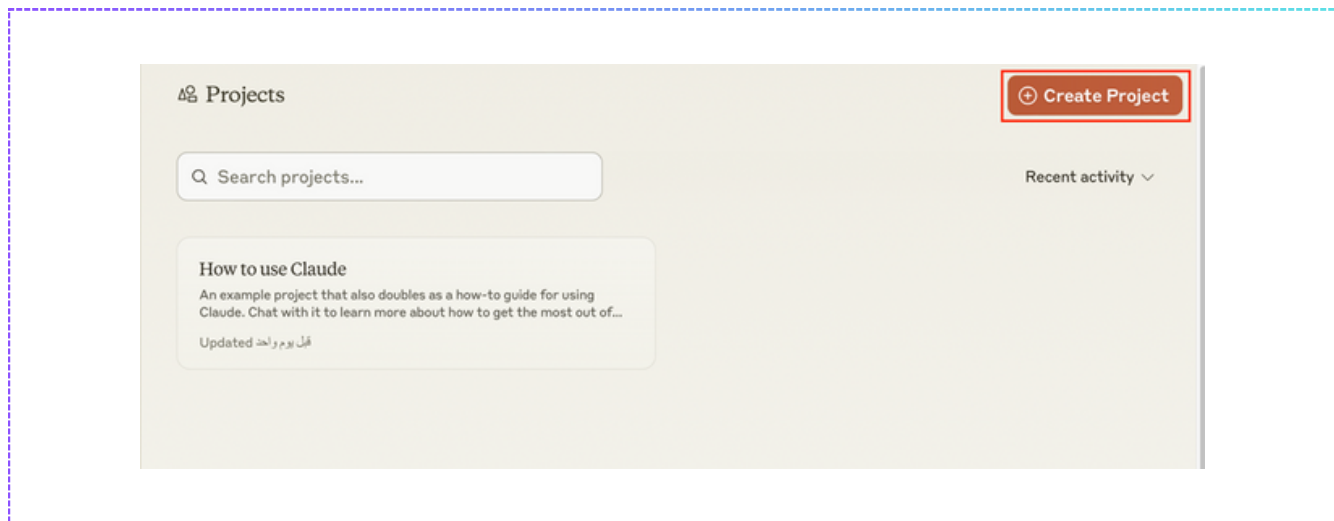 Projects
Create Project
Search projects...
Recent activity
How to use Claude
An example project that also doubles as a how-to guide for using
Claude. Chat with it to learn more about how to get the most out of...
Updated قبل يوم واحد